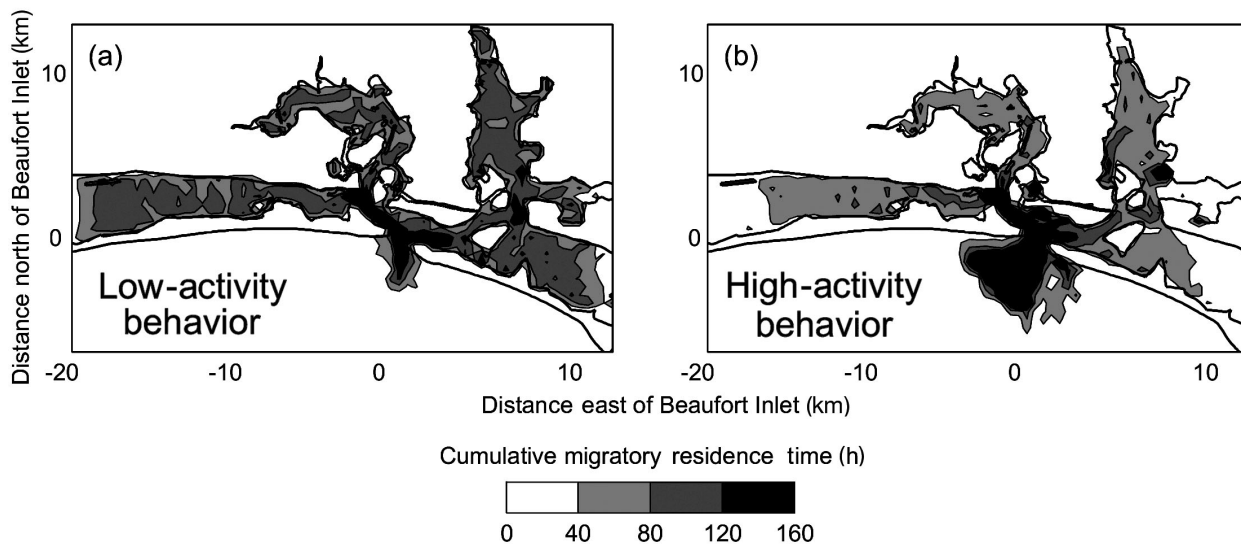 (a)
(b)
Distance north of Beaufort Inlet (km)
10
0
10
0
Low-activity
behavior
High-activity
behavior
-20
-10
0
10
-20
-10
0
10
Distance east of Beaufort Inlet (km)
Cumulative migratory residence time (h)
0 40 80 120 160